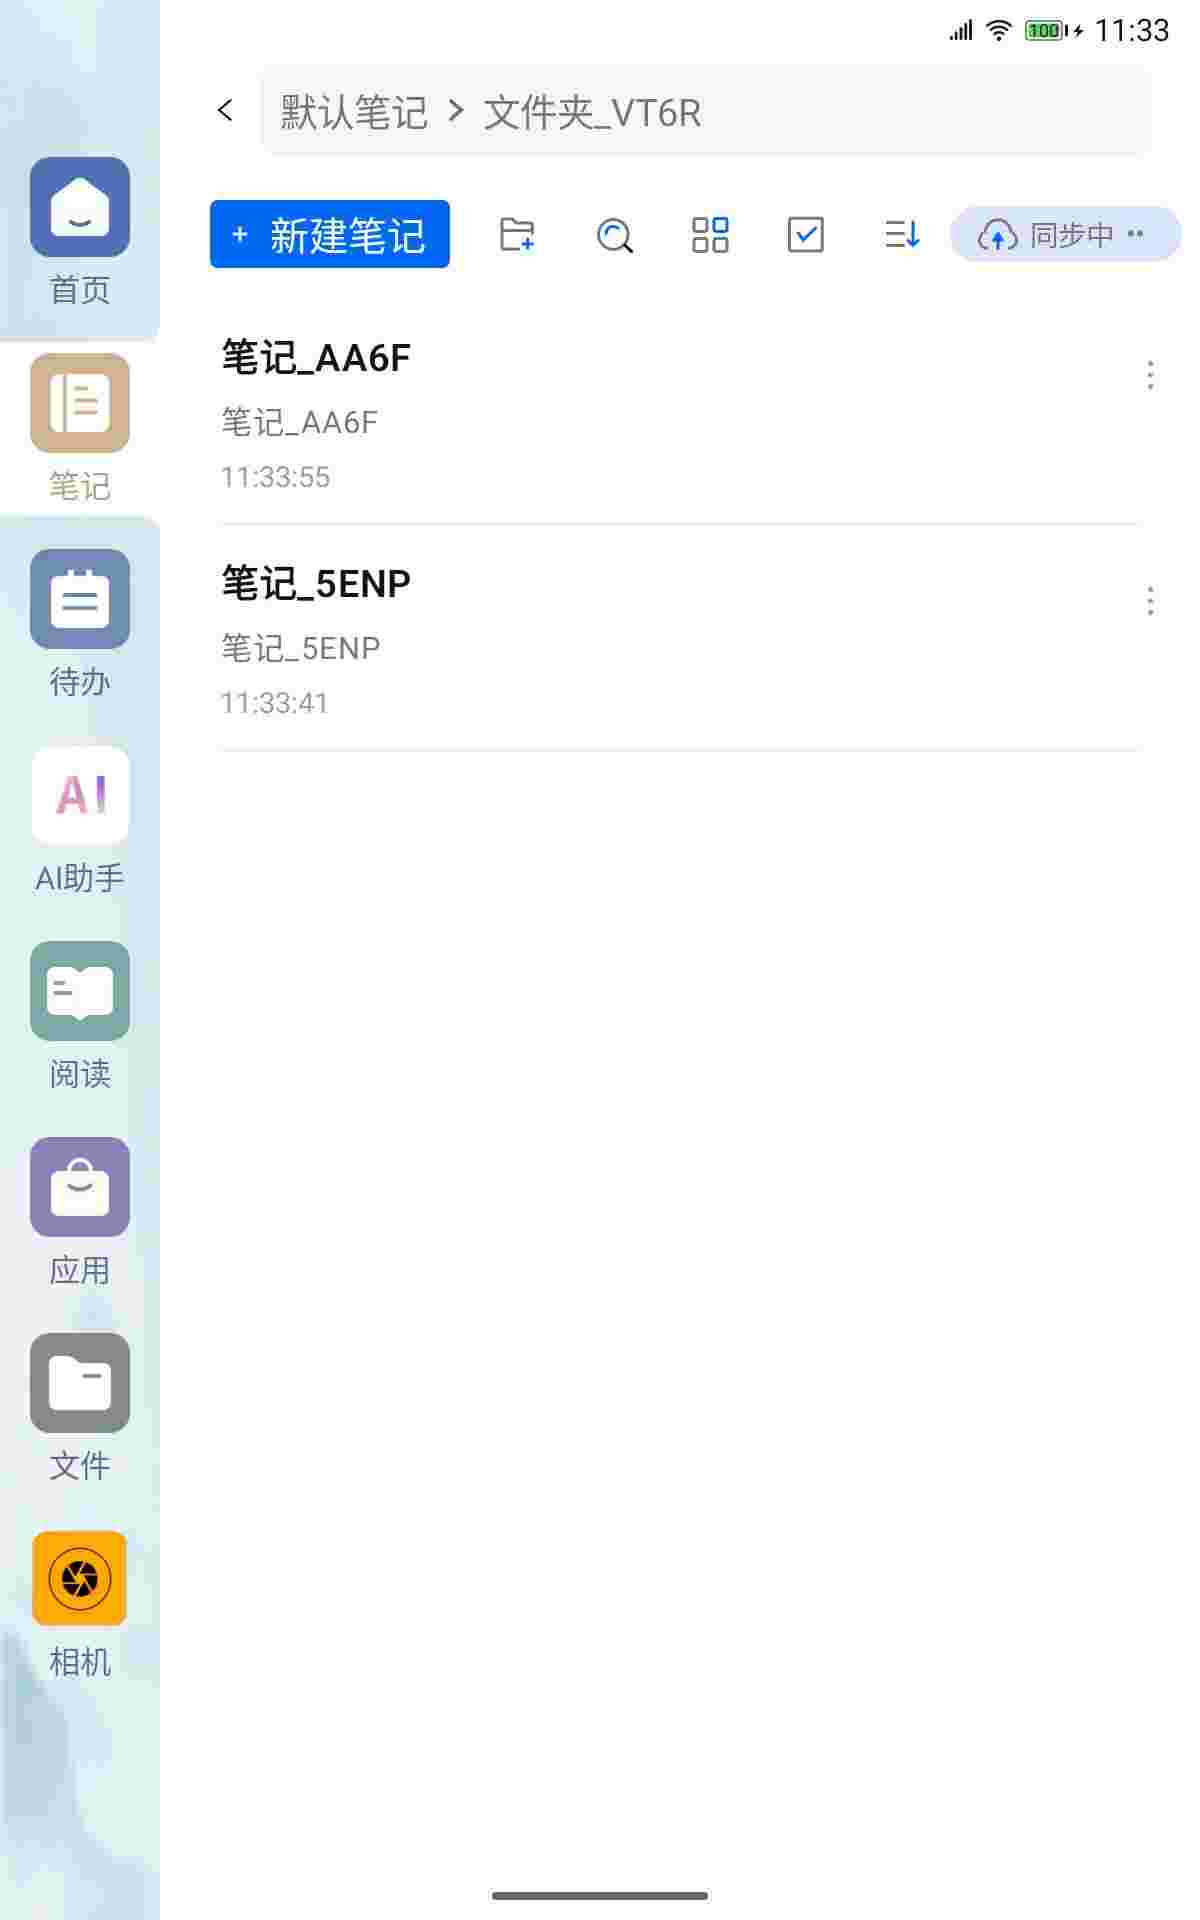 100 11:33
默认笔记 > 文件夹_VT6R
+ 新建笔记
同步中 ··
首页
笔记
待办
AI
AI助手
阅读
应用
文件
相机
笔记_AA6F
笔记_AA6F
11:33:55
笔记_5ENP
笔记_5ENP
11:33:41